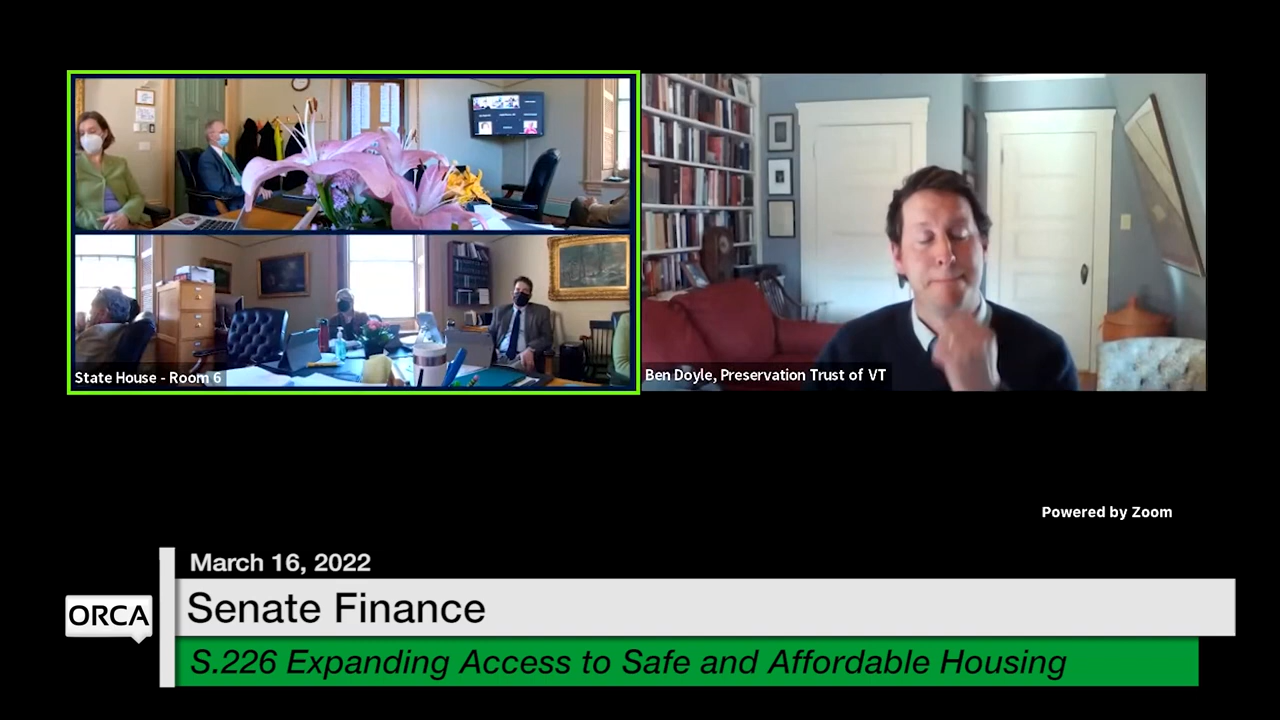 State House - Room 6
Ben Doyle, Preservation Trust of VT
Powered by Zoom
March 16, 2022
Senate Finance
ORCA
S.226 Expanding Access to Safe and Affordable Housing